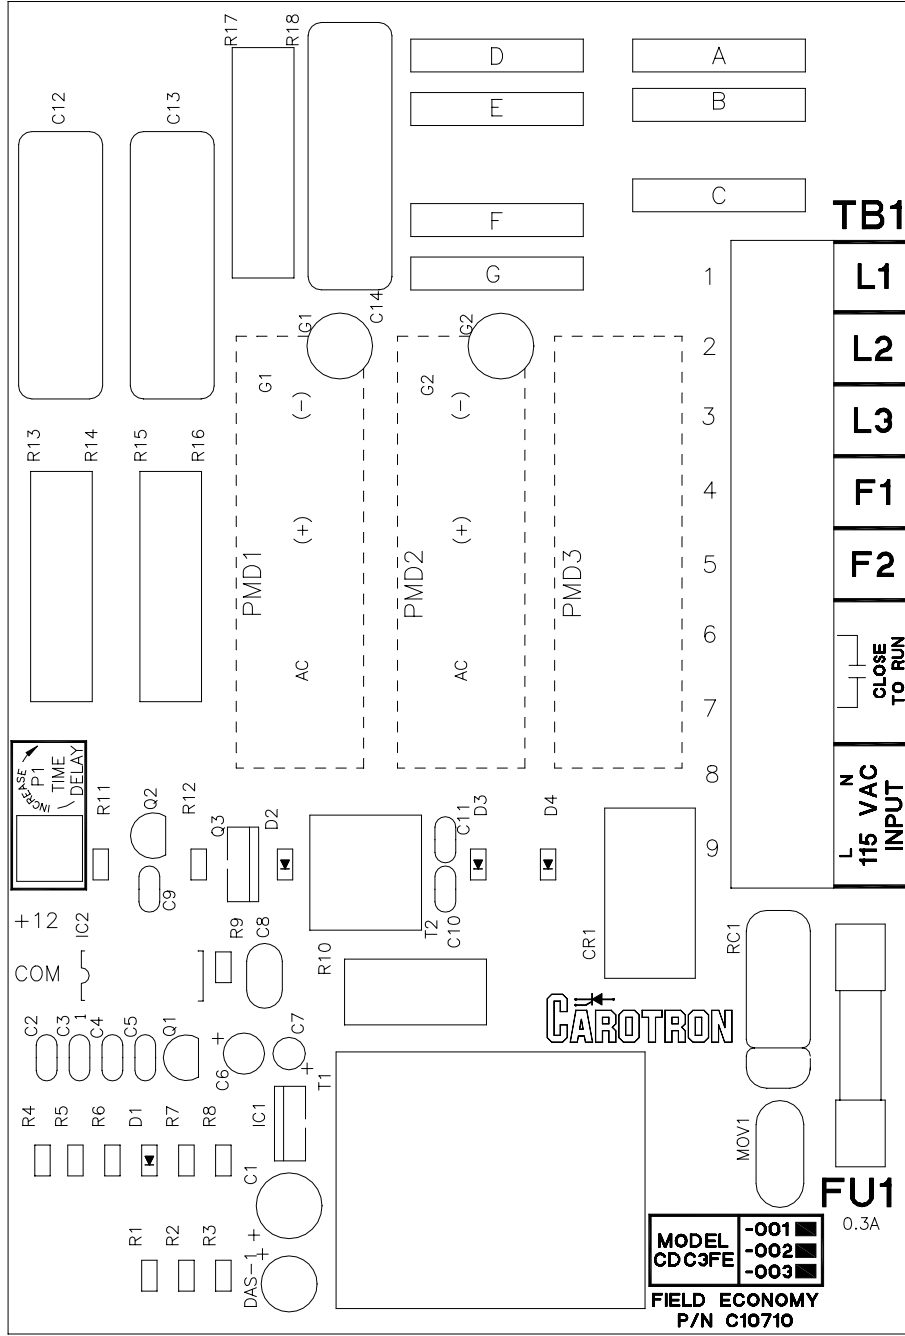 R17
R18
D
A
E
B
C12
C13
C
F
TB1
G
1
L1
C14
G1
G2
2
L2
G1
G2
(-)
(-)
3
L3
R13
R14
R15
R16
4
F1
(+)
(+)
PMD1
PMD2
PMD3
5
F2
6
CLOSE
TO RUN
AC
AC
7
INCREASE
P1
TIME
DELAY
8
N
L
115 VAC
INPUT
R11
Q2
R12
Q3
D2
C11
D3
D4
9
C9
+12
IC2
R9
C8
T2
C10
CR1
RC1
COM
R10
CAROTRON
C2
C3
1
C4
C5
Q1
+
C6
C7
+
T1
R4
R5
R6
D1
R7
R8
IC1
MOV1
C1
+
FU1
0.3A
R1
R2
R3
DAS-1
+
MODEL
CDC3FE
-001
-002
-003
FIELD ECONOMY
P/N C10710